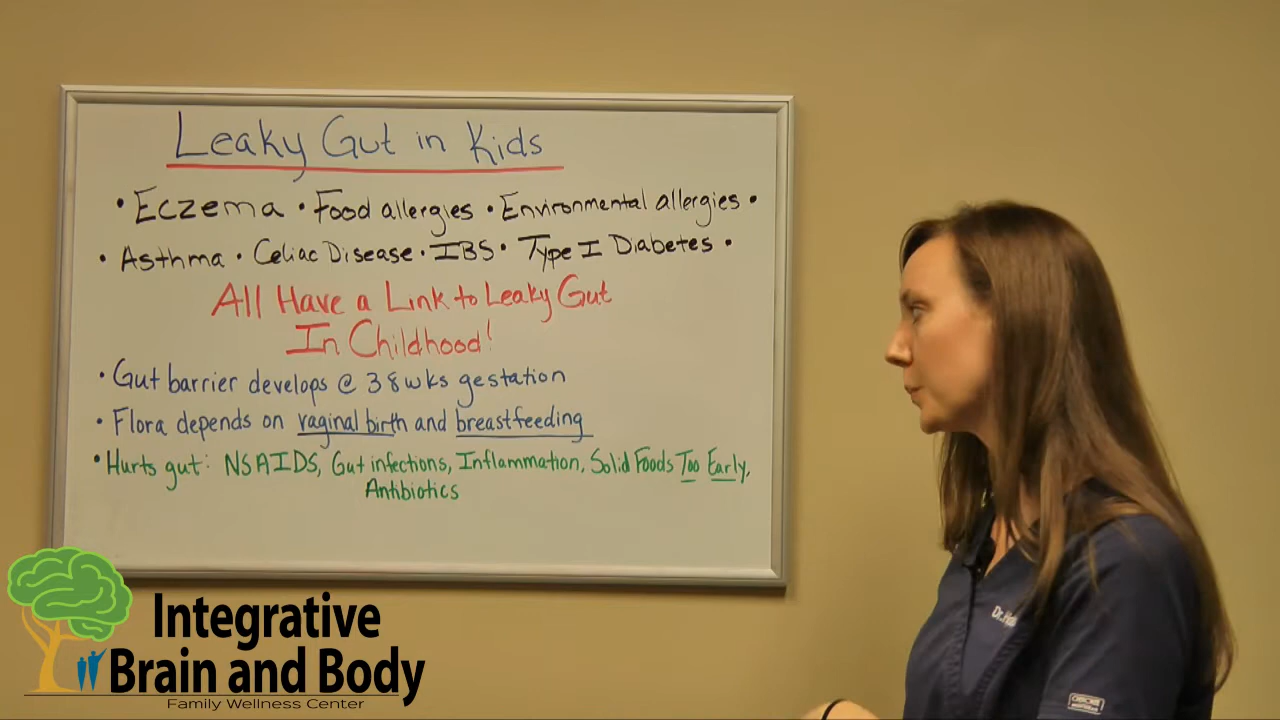 Leaky Gut in Kids
• Eczema • Food allergies • Environmental allergies •
• Asthma • Celiac Disease • IBS • Type I Diabetes •
All Have a Link to Leaky Gut
In Childhood!
• Gut barrier develops @ 38wks gestation
• Flora depends on vaginal birth and breastfeeding
• Hurts gut: NSAIDS, Gut infections, Inflammation, Solid Foods Too Early,
Antibiotics
Integrative
Brain and Body
Family Wellness Center
Dr.